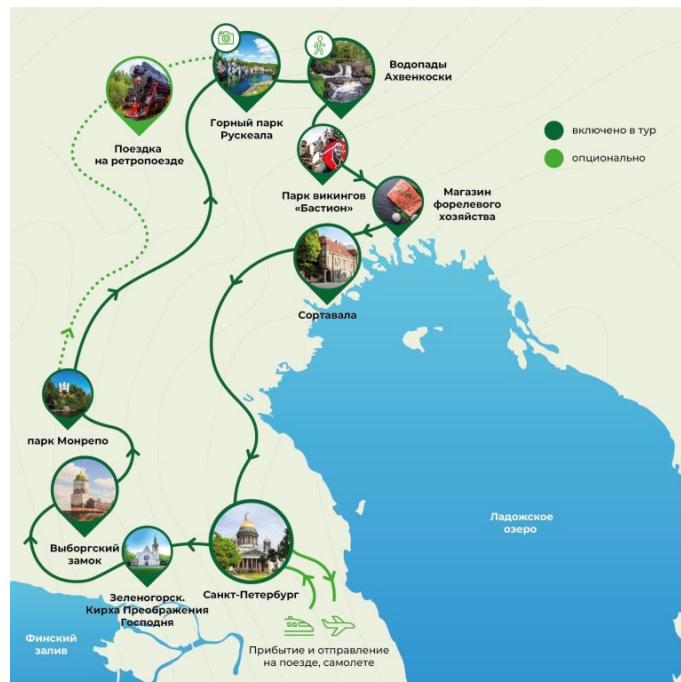 Водопады
Ахвенкоски
Горный парк
Рускеала
включено в тур
опционально
Поездка
на ретропоезде
Парк викингов
«Бастион»
Магазин
форелевого
хозяйства
Сортавала
парк Монрепо
Выборгский
замок
Ладожское
озеро
Зеленогорск.
Кирха Преображения
Господня
Санкт-Петербург
Финский
залив
Прибытие и отправление
на поезде, самолете